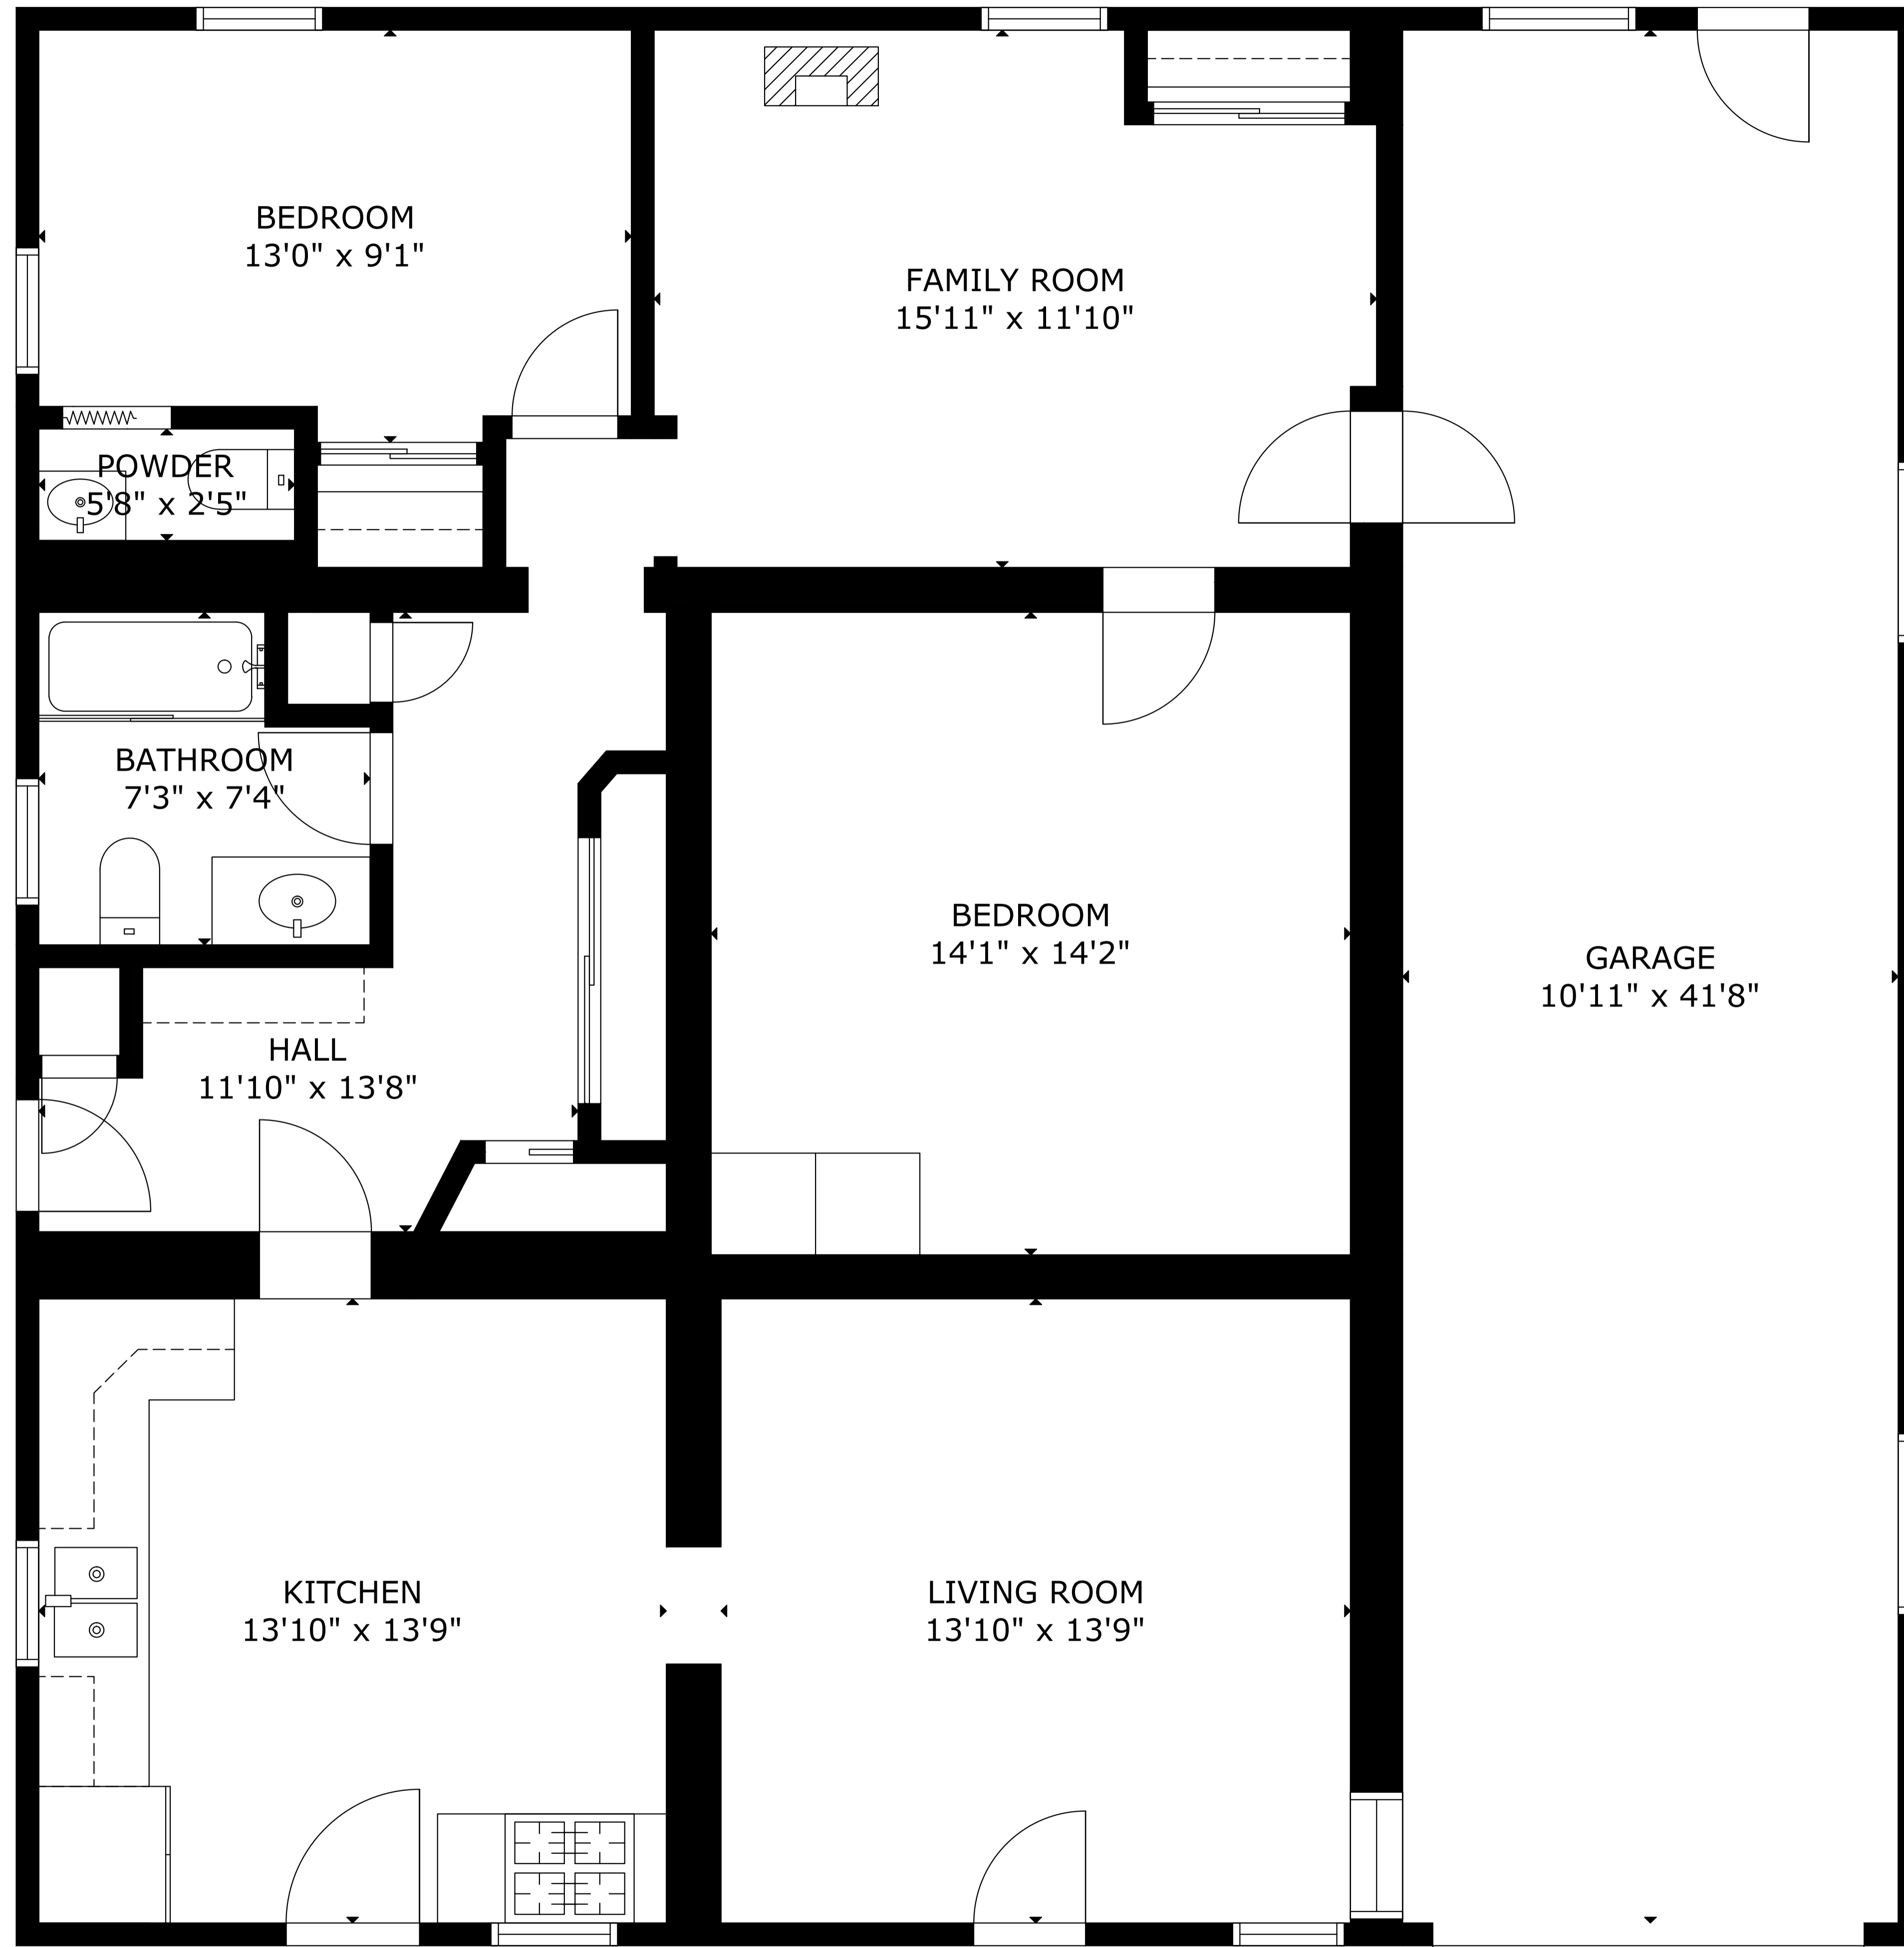 BEDROOM
13'0" x 9'1"
FAMILY ROOM
15'11" x 11'10"
POWDER
5'8" x 2'5"
BATHROOM
7'3" x 7'4"
BEDROOM
14'1" x 14'2"
GARAGE
10'11" x 41'8"
HALL
11'10" x 13'8"
KITCHEN
13'10" x 13'9"
LIVING ROOM
13'10" x 13'9"